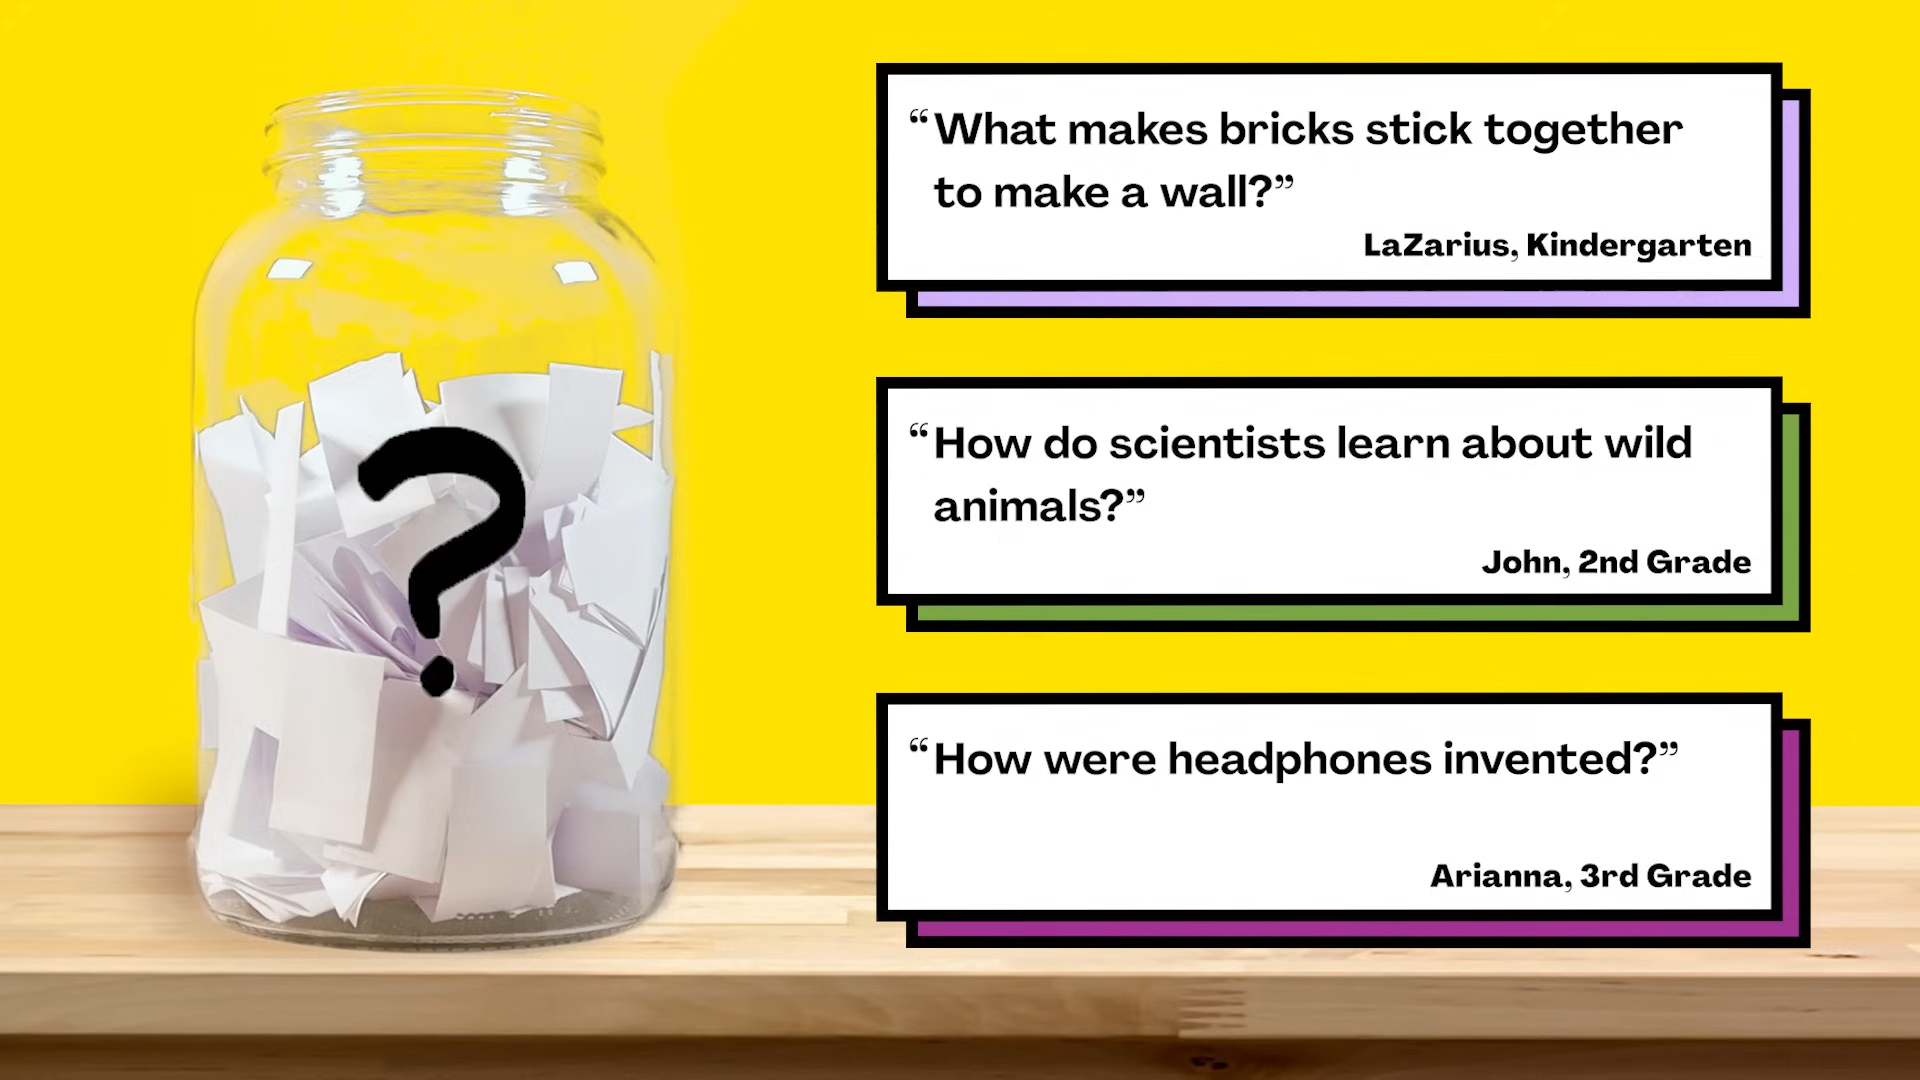 ?
“What makes bricks stick together
to make a wall?”
LaZarius, Kindergarten
“How do scientists learn about wild
animals?”
John, 2nd Grade
“How were headphones invented?”
Arianna, 3rd Grade